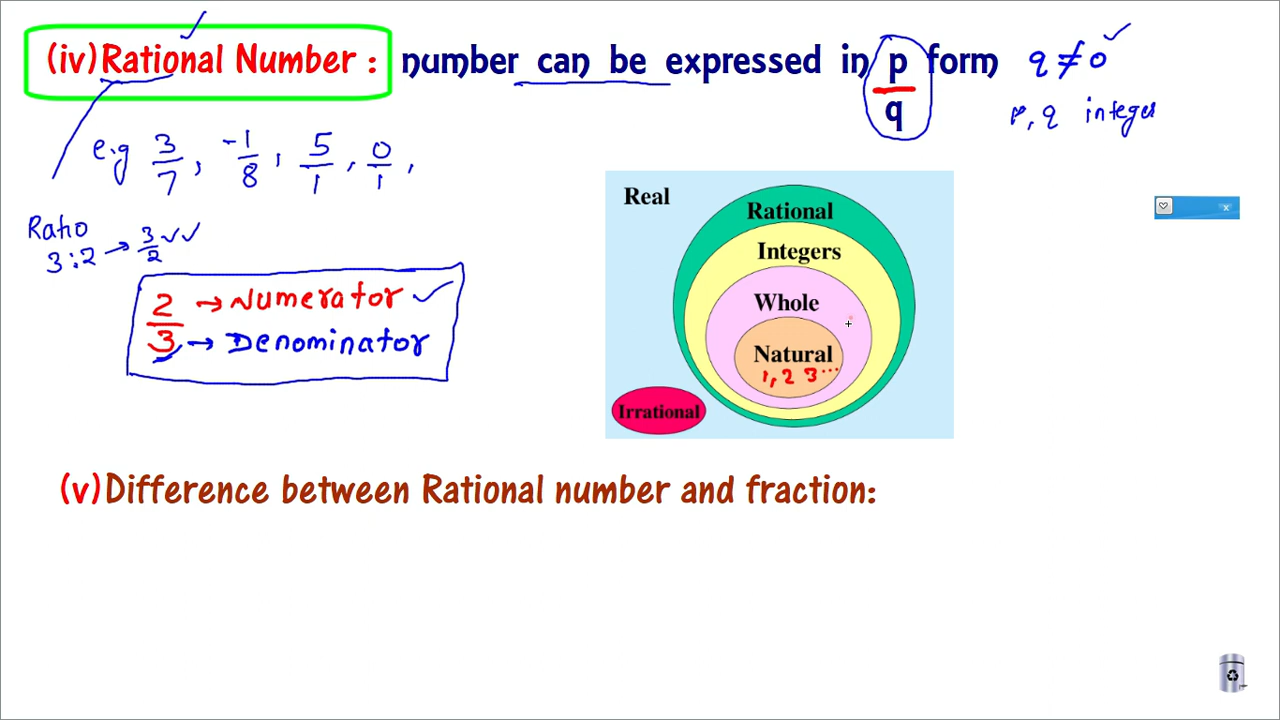 (iv)Rational Number : number can be expressed in p/q form q ≠ 0
p, q integer
e.g 3/7, -1/8, 5/1, 0/1,
Ratio
3:2 → 3/2
2 → Numerator
3 → Denominator
Real
Rational
Integers
Whole
Natural
1, 2 3 ...
Irrational
(v)Difference between Rational number and fraction: